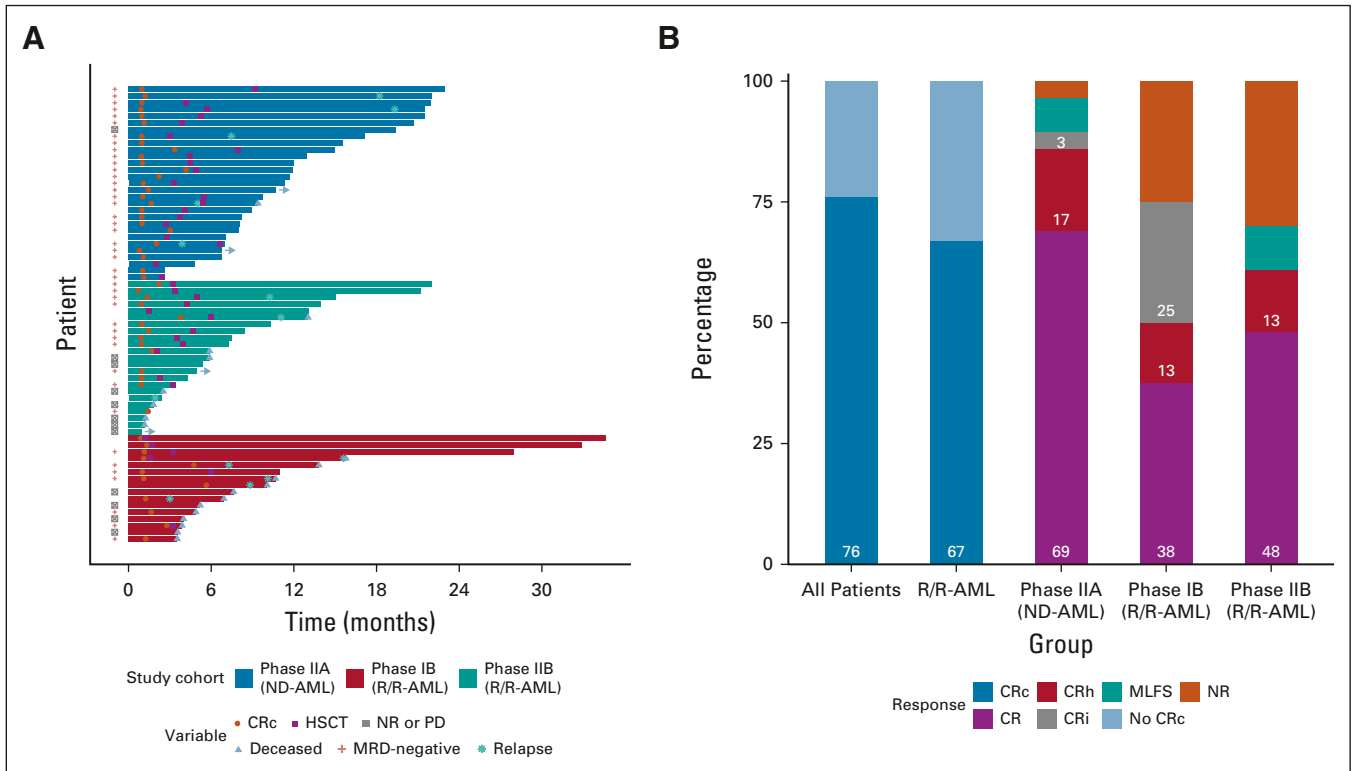 A
Patient
0 6 12 18 24 30
Time (months)
Study cohort Phase IIA (ND-AML) Phase IB (R/R-AML) Phase IIB (R/R-AML)
Variable CRc HSCT NR or PD
Deceased MRD-negative Relapse
B
Percentage
100
75
50
25
0
3
17
25
13
13
76 67 69 38 48
All Patients R/R-AML Phase IIA (ND-AML) Phase IB (R/R-AML) Phase IIB (R/R-AML)
Group
Response CRc CRh MLFS NR
CR CRi No CRc